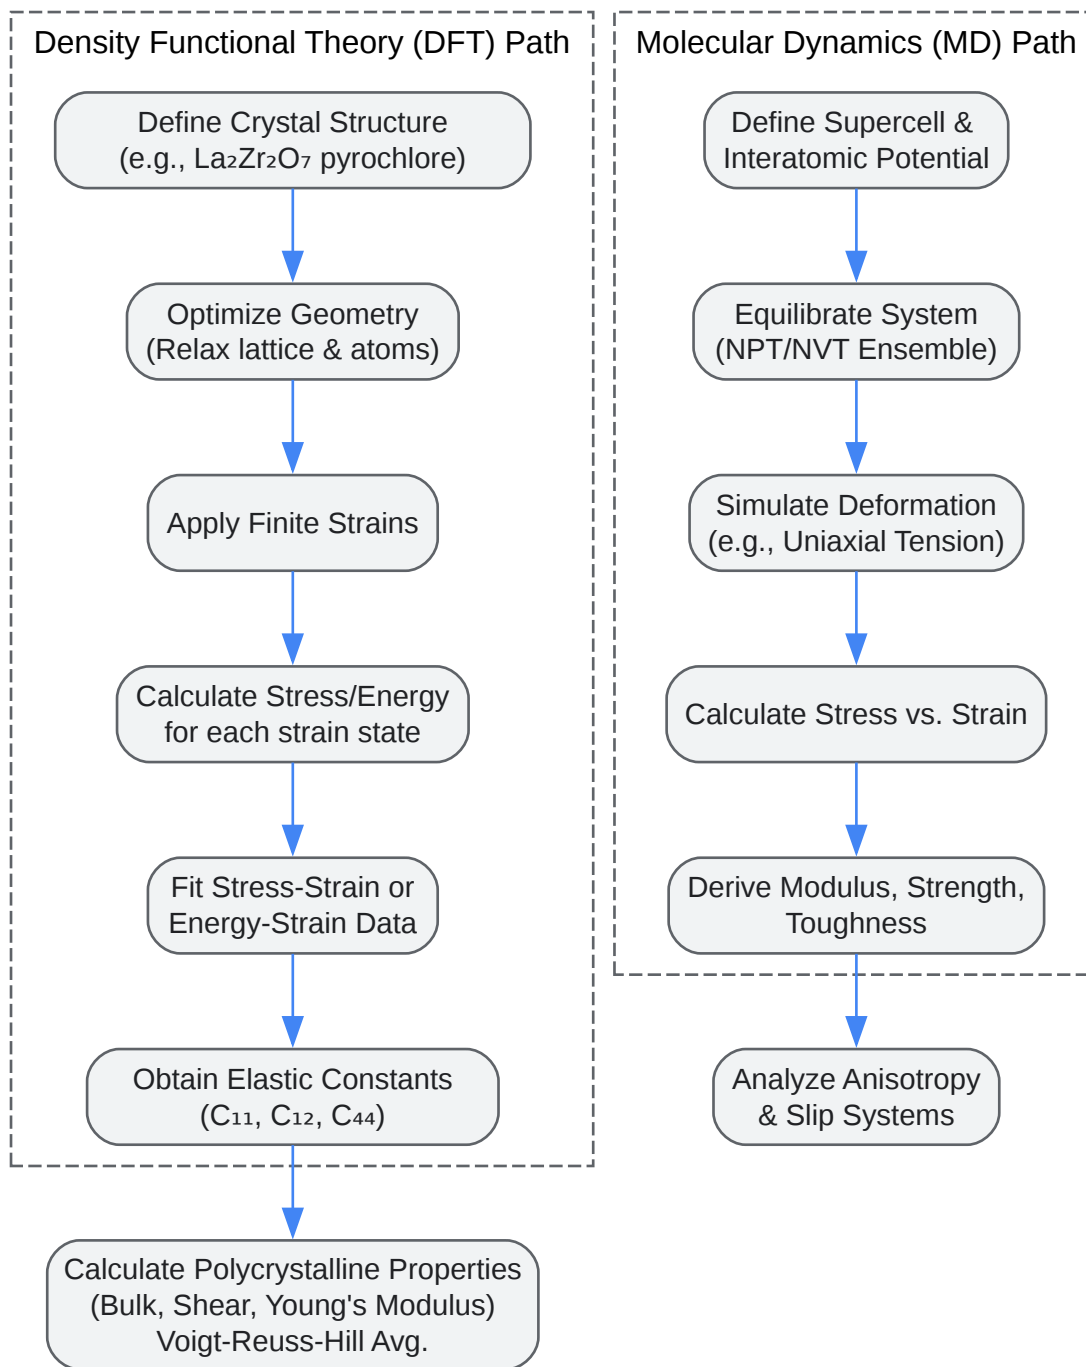 Density Functional Theory (DFT) Path
Define Crystal Structure
(e.g., La₂Zr₂O₇ pyrochlore)
Optimize Geometry
(Relax lattice & atoms)
Apply Finite Strains
Calculate Stress/Energy
for each strain state
Fit Stress-Strain or
Energy-Strain Data
Obtain Elastic Constants
(C₁₁, C₁₂, C₄₄)
Calculate Polycrystalline Properties
(Bulk, Shear, Young's Modulus)
Voigt-Reuss-Hill Avg.
Molecular Dynamics (MD) Path
Define Supercell &
Interatomic Potential
Equilibrate System
(NPT/NVT Ensemble)
Simulate Deformation
(e.g., Uniaxial Tension)
Calculate Stress vs. Strain
Derive Modulus, Strength,
Toughness
Analyze Anisotropy
& Slip Systems